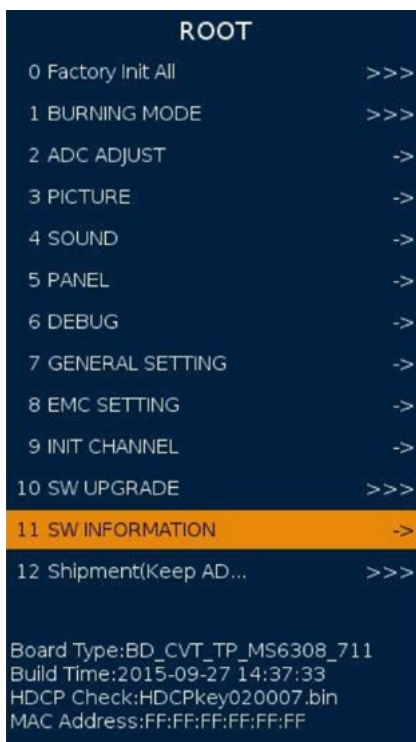 ROOT
0 Factory Init All >>>
1 BURNING MODE >>>
2 ADC ADJUST ->
3 PICTURE ->
4 SOUND ->
5 PANEL ->
6 DEBUG ->
7 GENERAL SETTING ->
8 EMC SETTING ->
9 INIT CHANNEL ->
10 SW UPGRADE >>>
11 SW INFORMATION ->
12 Shipment(Keep AD... >>>
Board Type:BD_CVT_TP_MS6308_711
Build Time:2015-09-27 14:37:33
HDCP Check:HDCPkey020007.bin
MAC Address:FF:FF:FF:FF:FF:FF